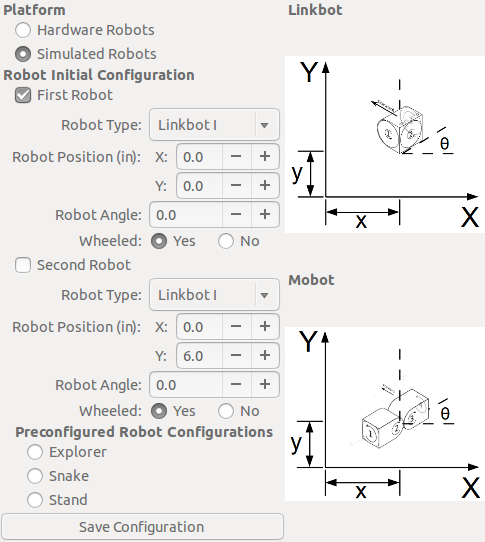 Platform
Hardware Robots
Simulated Robots
Robot Initial Configuration
First Robot
Robot Type: Linkbot I
Robot Position (in): X: 0.0 − +
Y: 0.0 − +
Robot Angle: 0.0 − +
Wheeled: Yes No
Second Robot
Robot Type: Linkbot I
Robot Position (in): X: 0.0 − +
Y: 6.0 − +
Robot Angle: 0.0 − +
Wheeled: Yes No
Preconfigured Robot Configurations
Explorer
Snake
Stand
Save Configuration
Linkbot
Y
θ
y
x
X
Mobot
Y
θ
y
x
X